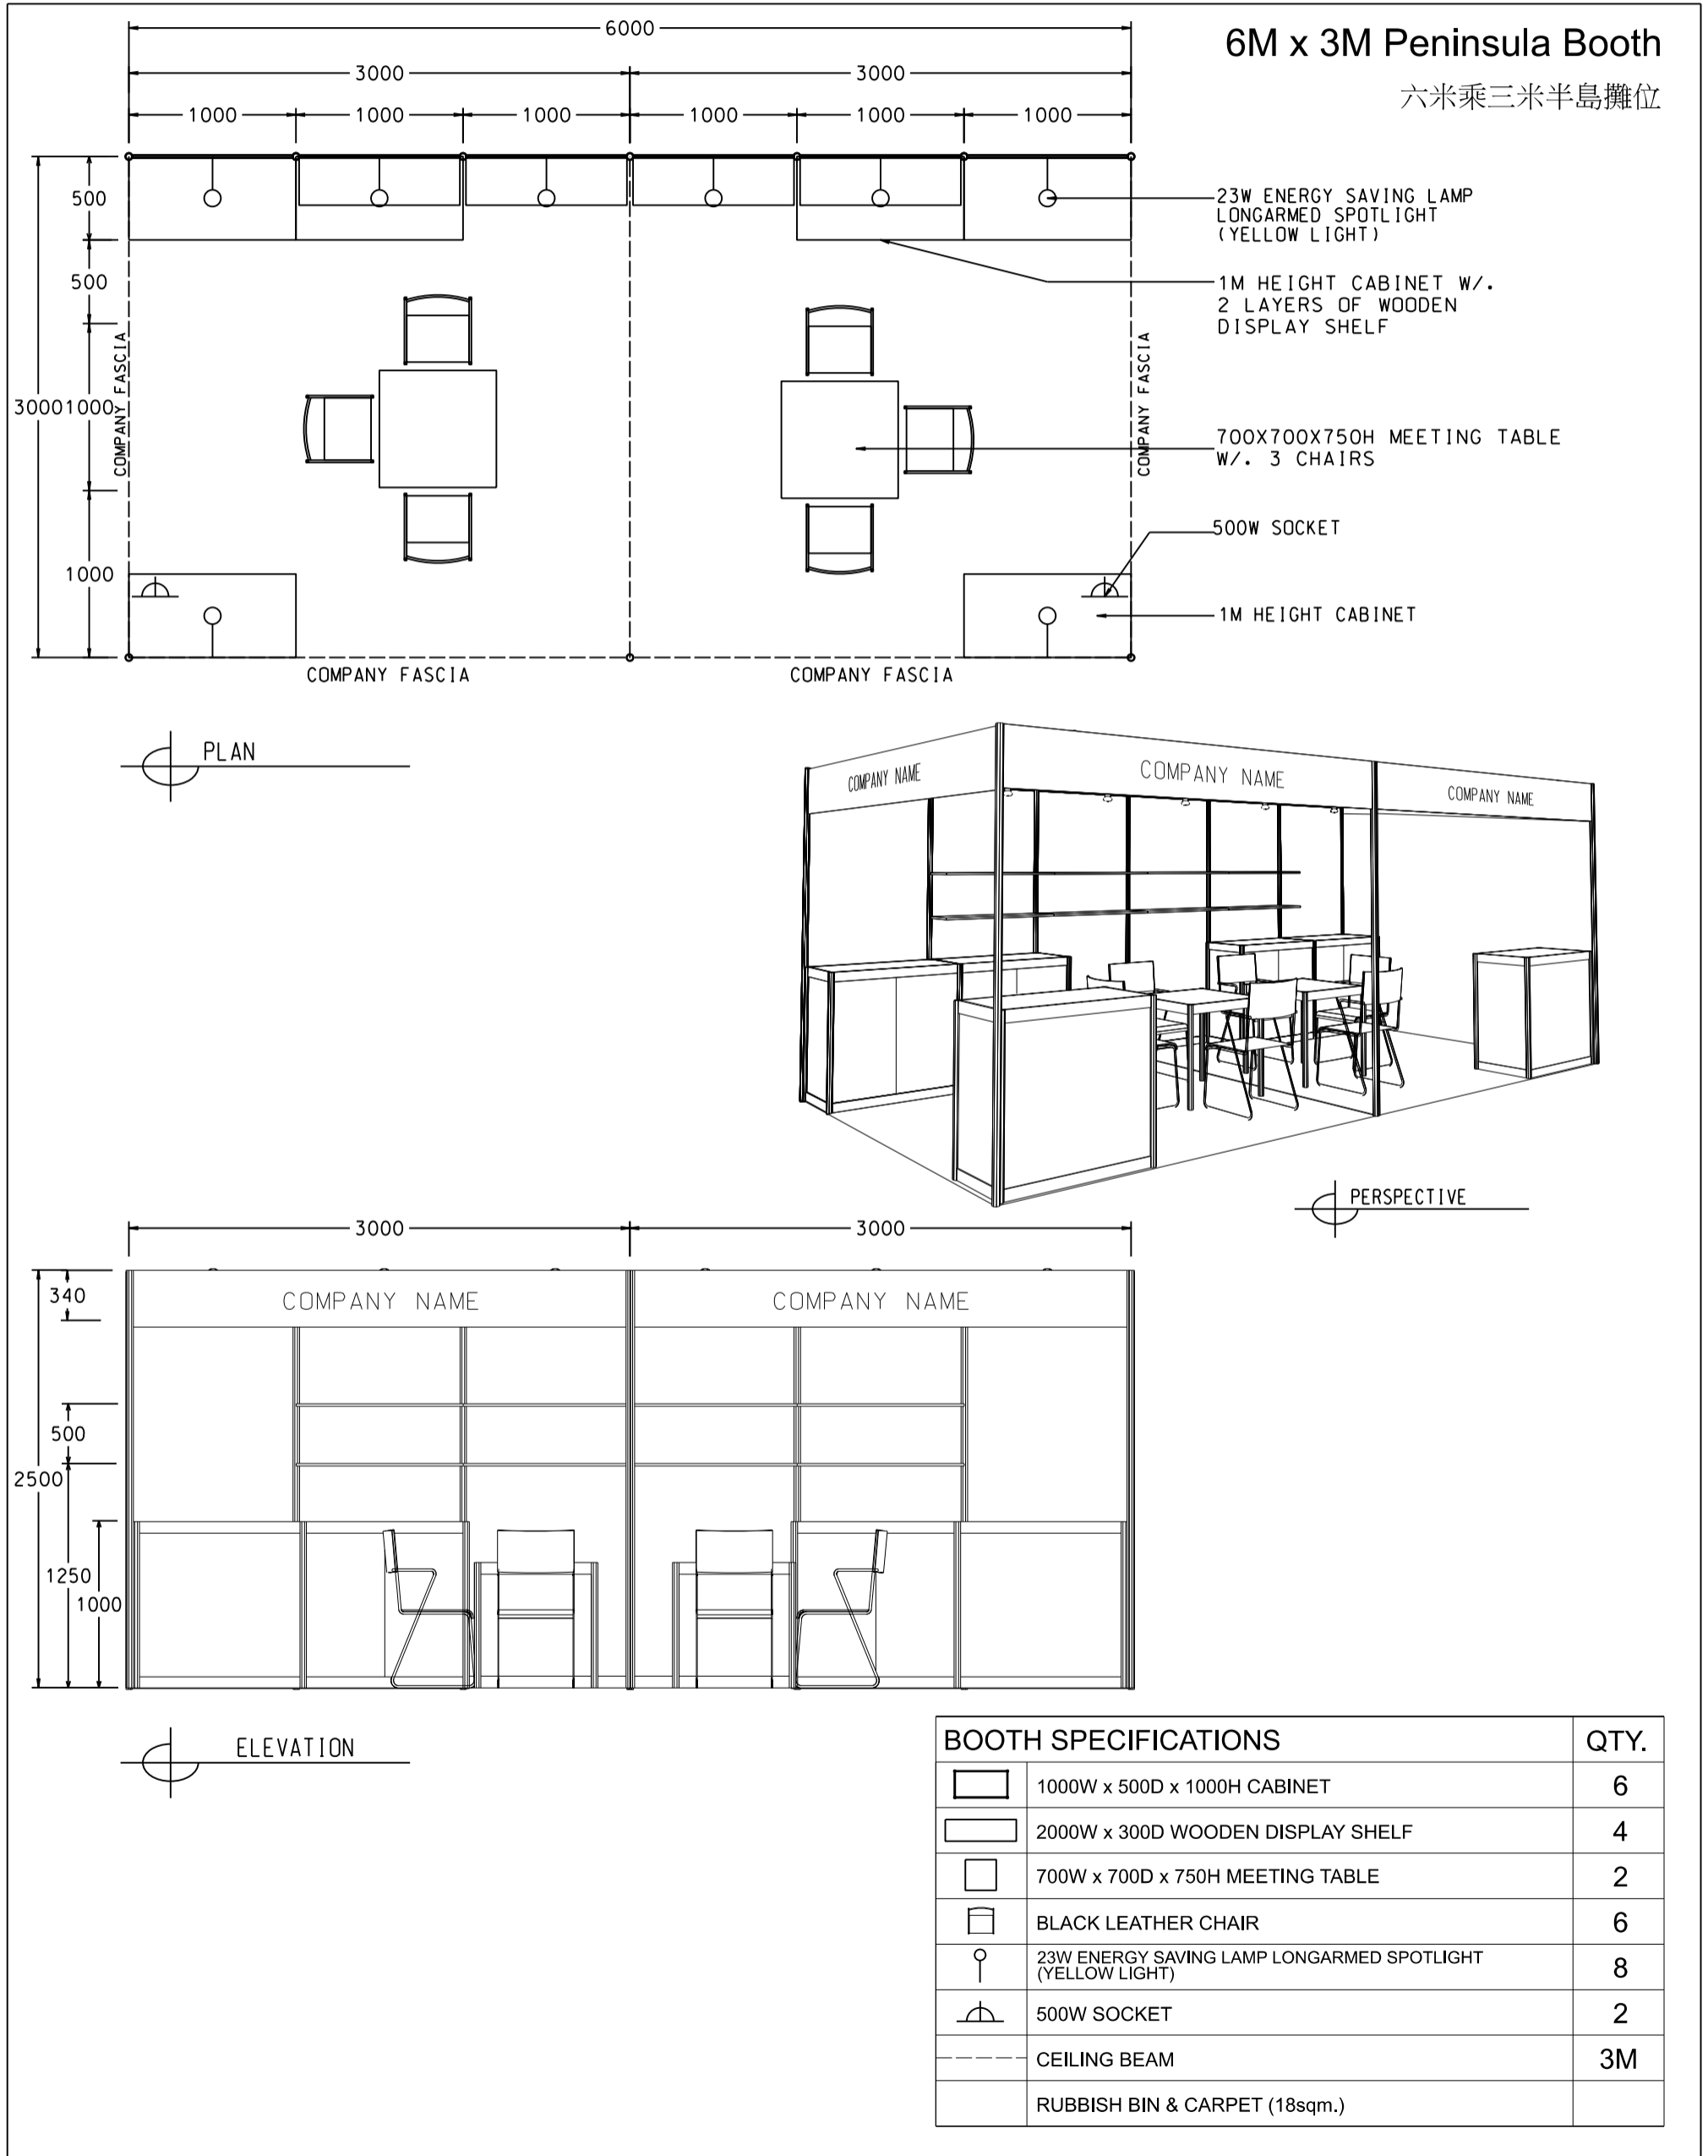 6M x 3M Peninsula Booth
六米乘三米半島攤位
6000
3000
3000
1000
1000
1000
1000
1000
1000
500
500
3000
1000
1000
COMPANY FASCIA
COMPANY FASCIA
COMPANY FASCIA
COMPANY FASCIA
23W ENERGY SAVING LAMP
LONGARMED SPOTLIGHT
(YELLOW LIGHT)
1M HEIGHT CABINET W/.
2 LAYERS OF WOODEN
DISPLAY SHELF
700X700X750H MEETING TABLE
W/. 3 CHAIRS
500W SOCKET
1M HEIGHT CABINET
PLAN
COMPANY NAME
COMPANY NAME
COMPANY NAME
PERSPECTIVE
3000
3000
340
500
2500
1250
1000
COMPANY NAME
COMPANY NAME
ELEVATION
BOOTH SPECIFICATIONS QTY.
1000W x 500D x 1000H CABINET 6
2000W x 300D WOODEN DISPLAY SHELF 4
700W x 700D x 750H MEETING TABLE 2
BLACK LEATHER CHAIR 6
23W ENERGY SAVING LAMP LONGARMED SPOTLIGHT
(YELLOW LIGHT) 8
500W SOCKET 2
CEILING BEAM 3M
RUBBISH BIN & CARPET (18sqm.)